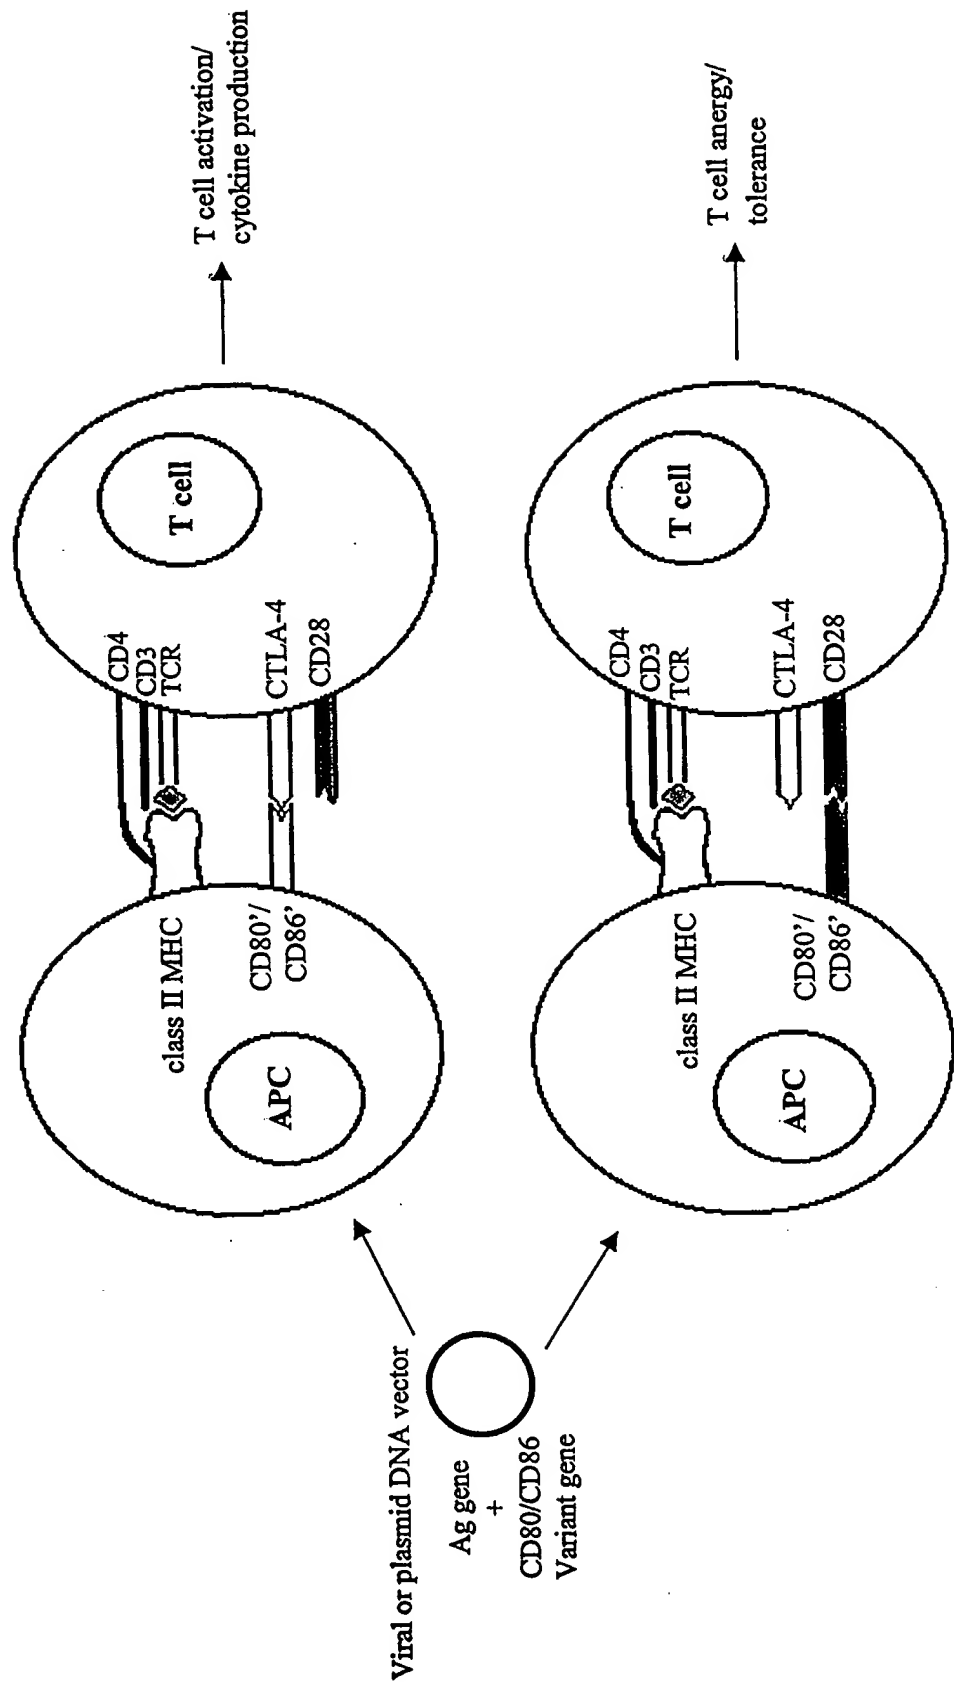 Viral or plasmid DNA vector
Ag gene
+
CD80/CD86
Variant gene
APC
class II MHC
CD80'/
CD86'
CD4
CD3
TCR
CTLA-4
CD28
T cell
T cell activation/
cytokine production
APC
class II MHC
CD80'/
CD86'
CD4
CD3
TCR
CTLA-4
CD28
T cell
T cell anergy/
tolerance